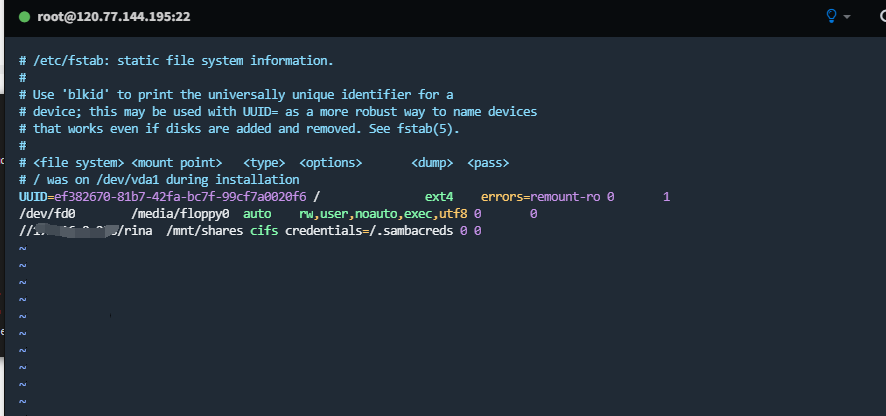 root@120.77.144.195:22
# /etc/fstab: static file system information.
#
# Use 'blkid' to print the universally unique identifier for a
# device; this may be used with UUID= as a more robust way to name devices
# that works even if disks are added and removed. See fstab(5).
#
# <file system> <mount point>   <type>  <options>       <dump>  <pass>
# / was on /dev/vda1 during installation
UUID=ef382670-81b7-42fa-bc7f-99cf7a0020f6 /               ext4    errors=remount-ro 0       1
/dev/fd0        /media/floppy0  auto    rw,user,noauto,exec,utf8 0       0
/rina  /mnt/shares cifs credentials=/.sambacreds 0 0
~
~
~
~
~
~
~
~
~
~